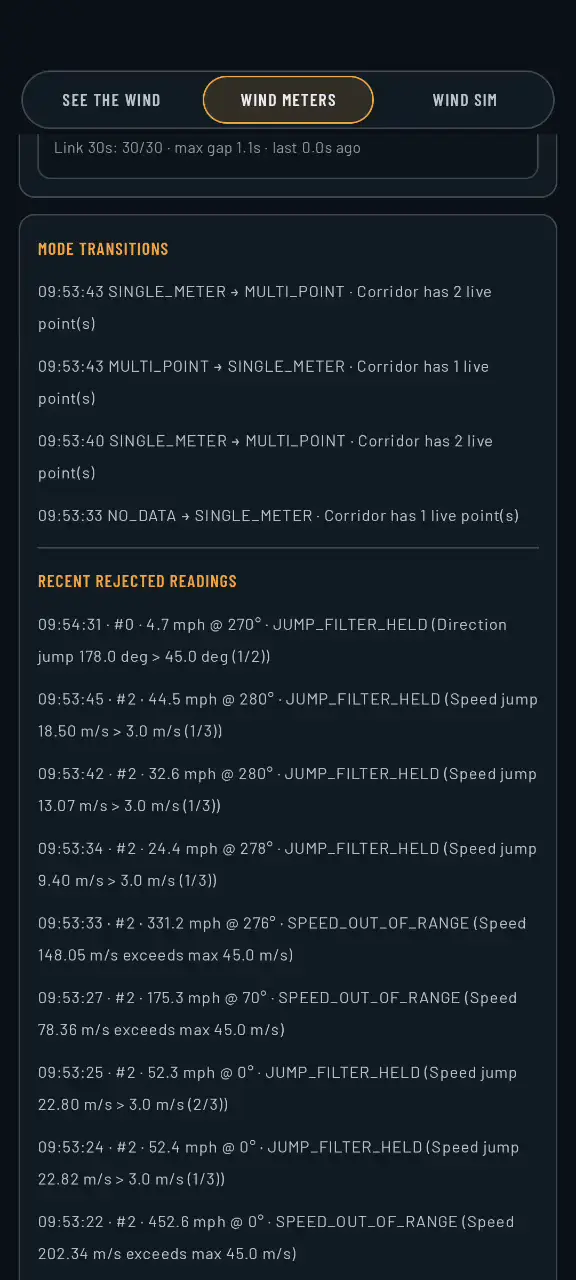 SEE THE WIND
WIND METERS
WIND SIM
Link 30s: 30/30 · max gap 1.1s · last 0.0s ago
MODE TRANSITIONS
09:53:43 SINGLE_METER → MULTI_POINT · Corridor has 2 live
point(s)
09:53:43 MULTI_POINT → SINGLE_METER · Corridor has 1 live
point(s)
09:53:40 SINGLE_METER → MULTI_POINT · Corridor has 2 live
point(s)
09:53:33 NO_DATA → SINGLE_METER · Corridor has 1 live point(s)
RECENT REJECTED READINGS
09:54:31 · #0 · 4.7 mph @ 270° · JUMP_FILTER_HELD (Direction
jump 178.0 deg > 45.0 deg (1/2))
09:53:45 · #2 · 44.5 mph @ 280° · JUMP_FILTER_HELD (Speed jump
18.50 m/s > 3.0 m/s (1/3))
09:53:42 · #2 · 32.6 mph @ 280° · JUMP_FILTER_HELD (Speed jump
13.07 m/s > 3.0 m/s (1/3))
09:53:34 · #2 · 24.4 mph @ 278° · JUMP_FILTER_HELD (Speed jump
9.40 m/s > 3.0 m/s (1/3))
09:53:33 · #2 · 331.2 mph @ 276° · SPEED_OUT_OF_RANGE (Speed
148.05 m/s exceeds max 45.0 m/s)
09:53:27 · #2 · 175.3 mph @ 70° · SPEED_OUT_OF_RANGE (Speed
78.36 m/s exceeds max 45.0 m/s)
09:53:25 · #2 · 52.3 mph @ 0° · JUMP_FILTER_HELD (Speed jump
22.80 m/s > 3.0 m/s (2/3))
09:53:24 · #2 · 52.4 mph @ 0° · JUMP_FILTER_HELD (Speed jump
22.82 m/s > 3.0 m/s (1/3))
09:53:22 · #2 · 452.6 mph @ 0° · SPEED_OUT_OF_RANGE (Speed
202.34 m/s exceeds max 45.0 m/s)